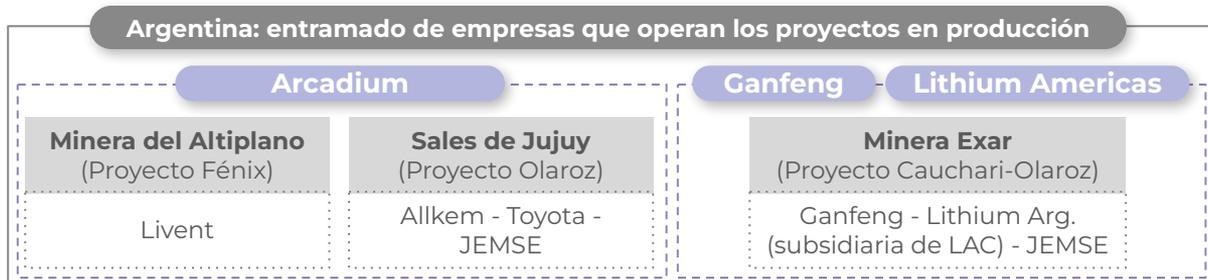 Argentina: entramado de empresas que operan los proyectos en producción
Arcadium
Ganfeng
Lithium Americas
Minera del Altiplano
(Proyecto Fénix)
Livent
Sales de Jujuy
(Proyecto Olaroz)
Allkem - Toyota -
JEMSE
Minera Exar
(Proyecto Cauchari-Olaroz)
Ganfeng - Lithium Arg.
(subsidiaria de LAC) - JEMSE